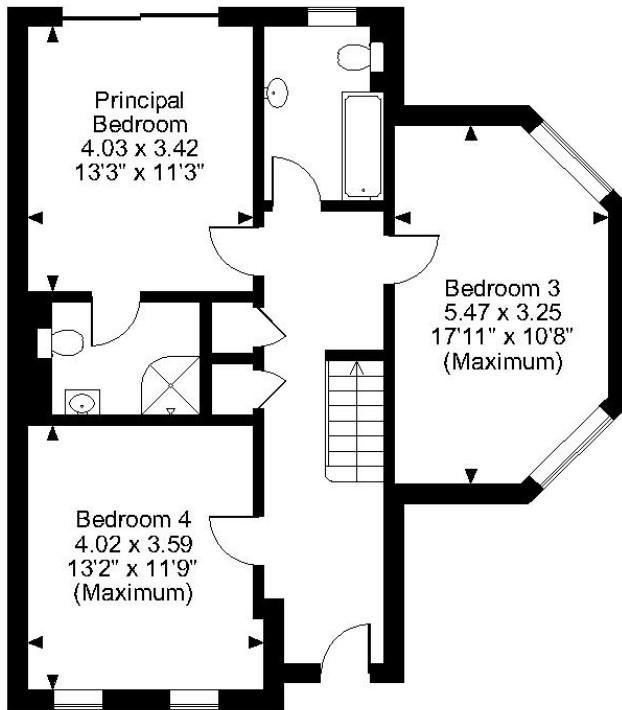 Principal
Bedroom
4.03 x 3.42
13'3" x 11'3"
Bedroom 3
5.47 x 3.25
17'11" x 10'8"
(Maximum)
Bedroom 4
4.02 x 3.59
13'2" x 11'9"
(Maximum)